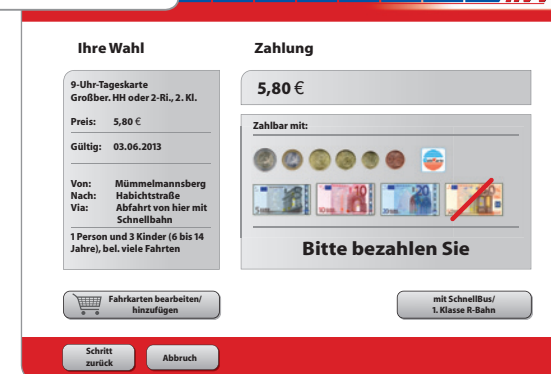 Ihre Wahl
Zahlung
9-Uhr-Tageskarte
Großber. HH oder 2-Ri., 2. Kl.
Preis: 5,80 €
Gültig: 03.06.2013
Von: Mümmelmannsberg
Nach: Habichtstraße
Via: Abfahrt von hier mit
Schnellbahn
1 Person und 3 Kinder (6 bis 14
Jahre), bel. viele Fahrten
5,80 €
Zahlbar mit:
Bitte bezahlen Sie
Fahrkarten bearbeiten/
hinzufügen
mit SchnellBus/
1. Klasse R-Bahn
Schritt
zurück
Abbruch